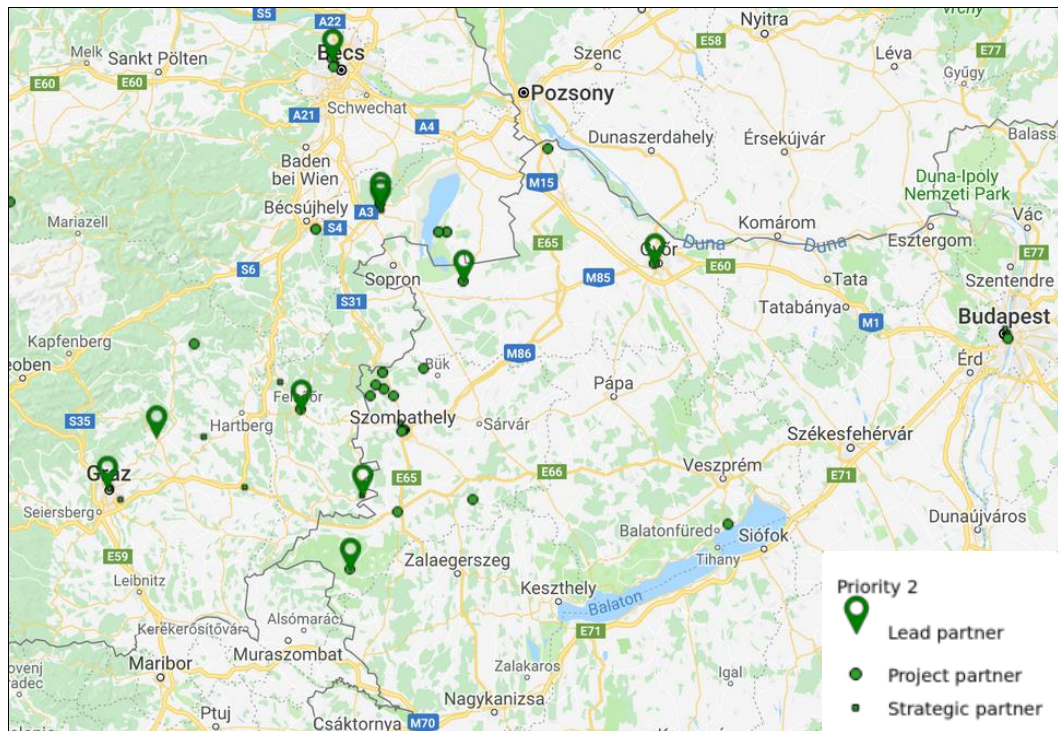 S5
A22
Nyitra
E58
Léva
E77
Melk
Sankt Pölten
Bécs
Szenc
Gyűgy
E60
E60
Schwechat
A21
A4
Pozsony
Dunaszerdahely
Érsekújvár
Balass
Baden
bei Wien
M15
Duna-Ipoly
Nemzeti Park
Mariazell
Bécsújhely
A3
S4
Komárom
Vác
Duna
Duna
Esztergom
E65
Győr
E60
E77
Sopron
S6
M85
Tata
Szentendre
S31
Tatabánya
M1
Budapest
Kapfenberg
M86
Érd
eoben
Bük
Pápa
S35
Hartberg
Szombathely
Sárvár
Székesfehérvár
Graz
E66
Veszprém
E65
E71
Seiersberg
Balatonfüred
Siófok
Dunaújváros
E59
Tihany
Zalaegerszeg
Leibnitz
Keszthely
Balaton
Alsómarác
E71
Muraszombat
Maribor
Zalakaros
Igal
Nagykanizsa
Ptuj
Csáktornya
M70
Priority 2
Lead partner
Project partner
Strategic partner